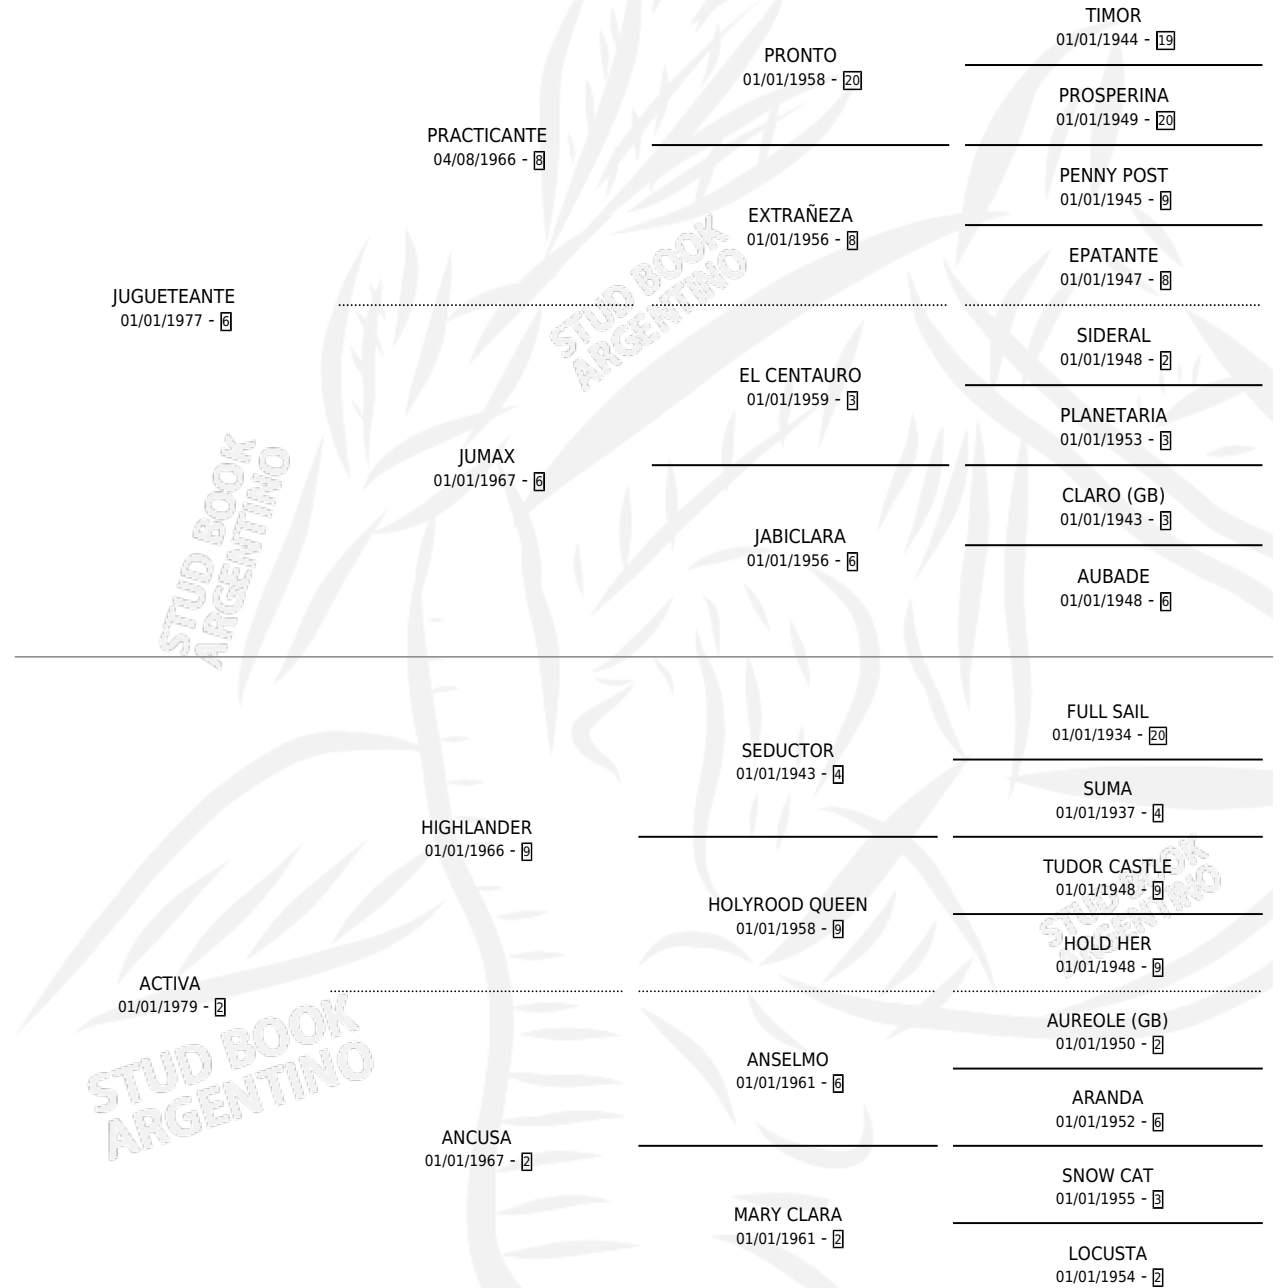 TIMOR
01/01/1944 - 19
PRONTO
01/01/1958 - 20
PROSPERINA
01/01/1949 - 20
PRACTICANTE
04/08/1966 - 8
PENNY POST
01/01/1945 - 9
EXTRAÑEZA
01/01/1956 - 8
EPATANTE
01/01/1947 - 8
JUGUETEANTE
01/01/1977 - 6
SIDERAL
01/01/1948 - 2
EL CENTAURO
01/01/1959 - 3
PLANETARIA
01/01/1953 - 3
JUMAX
01/01/1967 - 6
CLARO (GB)
01/01/1943 - 3
JABICLARA
01/01/1956 - 6
AUBADE
01/01/1948 - 6
STUD BOOK
ARGENTINO
STUD BOOK
ARGENTINO
FULL SAIL
01/01/1934 - 20
SEDUCTOR
01/01/1943 - 4
SUMA
01/01/1937 - 4
HIGHLANDER
01/01/1966 - 9
TUDOR CASTLE
01/01/1948 - 9
HOLYROOD QUEEN
01/01/1958 - 9
HOLD HER
01/01/1948 - 9
ACTIVA
01/01/1979 - 2
AUREOLE (GB)
01/01/1950 - 2
ANSELMO
01/01/1961 - 6
ARANDA
01/01/1952 - 6
ANCUSA
01/01/1967 - 2
SNOW CAT
01/01/1955 - 3
MARY CLARA
01/01/1961 - 2
LOCUSTA
01/01/1954 - 2
STUD BOOK
ARGENTINO
STUD BOOK
ARGENTINO